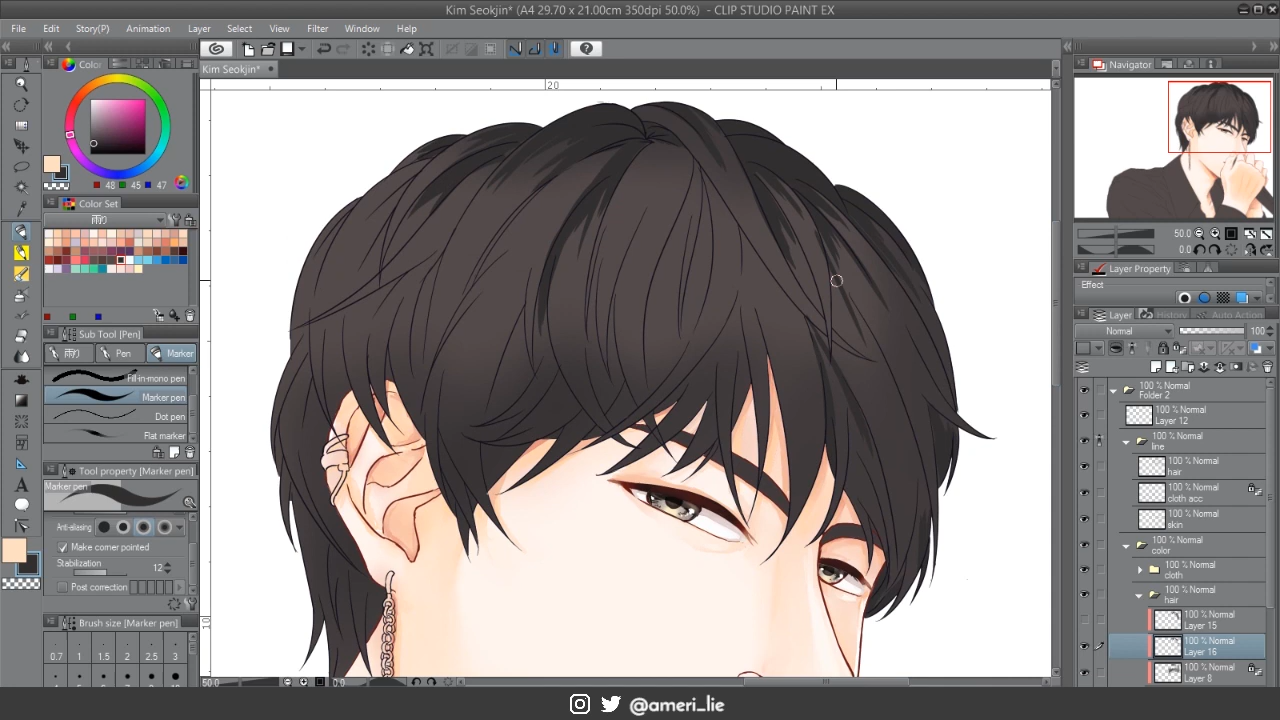 Kim Seokjin* (A4 29.70 x 21.00cm 350dpi 50.0%) - CLIP STUDIO PAINT EX
File Edit Story(P) Animation Layer Select View Filter Window Help
Color
Kim Seokjin*
Navigator
20
48 45 47
Color Set
50.0
0.0
Layer Property
Effect
Layer History Auto Action
Sub Tool [Pen]
Normal 100
Pen Marker
Fill-in-mono pen
Marker pen
Dot pen
Flat marker
100 % Normal
Folder 2
100 % Normal
Layer 12
100 % Normal
line
100 % Normal
hair
100 % Normal
cloth acc
100 % Normal
skin
100 % Normal
color
100 % Normal
cloth
100 % Normal
hair
100 % Normal
Layer 15
100 % Normal
Layer 16
100 % Normal
Layer 8
Tool property [Marker pen]
Marker pen
Anti-aliasing
Make corner pointed
Stabilization 12
Post correction
Brush size [Marker pen]
0.7 1 1.5 2 2.5 3
10
50.0 0.0
@ameri_lie